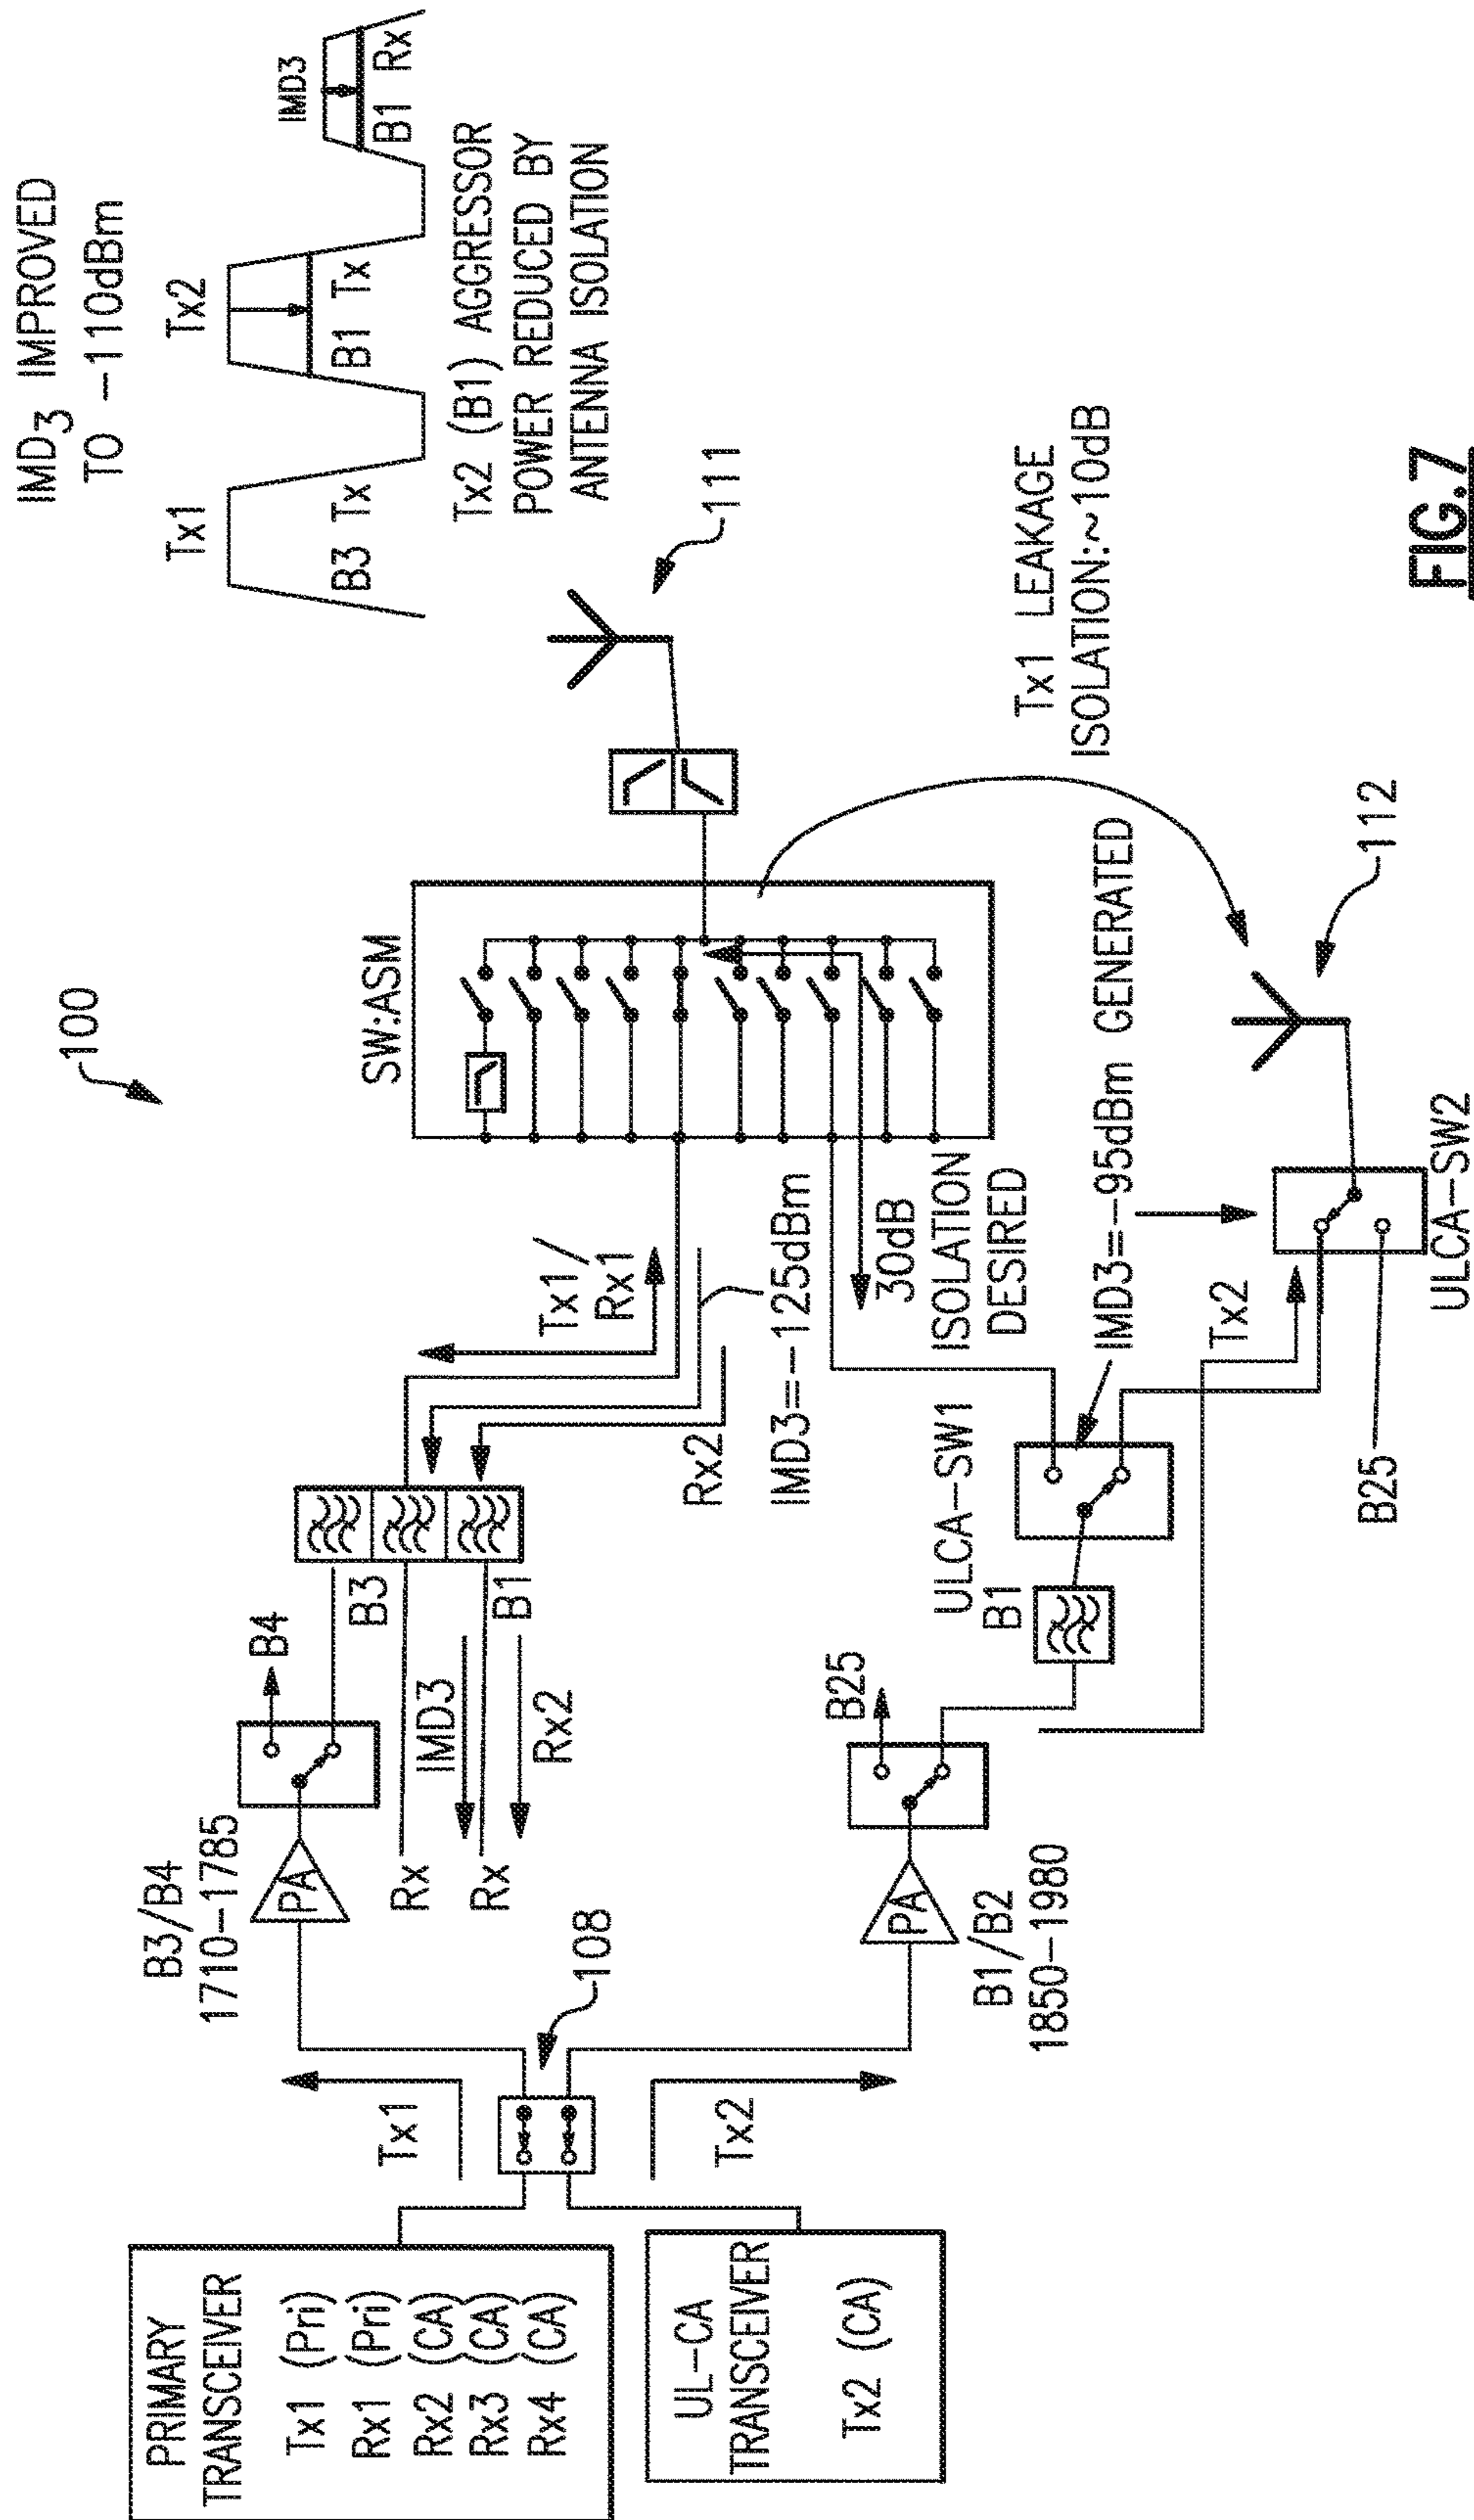 100
IMD3 IMPROVED
TO -110dBm
Tx1
Tx2
IMD3
B3 Tx
B1 Tx
B1 Rx
Tx2 (B1) AGGRESSOR
POWER REDUCED BY
ANTENNA ISOLATION
PRIMARY
TRANSCEIVER
Tx1 (Pri)
Rx1 (Pri)
Rx2 (CA)
Rx3 (CA)
Rx4 (CA)
UL-CA
TRANSCEIVER
Tx2 (CA)
Tx1
Tx2
108
B3/B4
1710-1785
PA
B4
B3
Rx
IMD3
Rx
B1
Rx2
Tx1/
Rx1
Rx2
IMD3=-125dBm
SW:ASM
30dB
ISOLATION
DESIRED
111
Tx1 LEAKAGE
ISOLATION:~10dB
B1/B2
1850-1980
PA
B25
B1
ULCA-SW1
IMD3=-95dBm GENERATED
Tx2
B25
ULCA-SW2
112
FIG.7